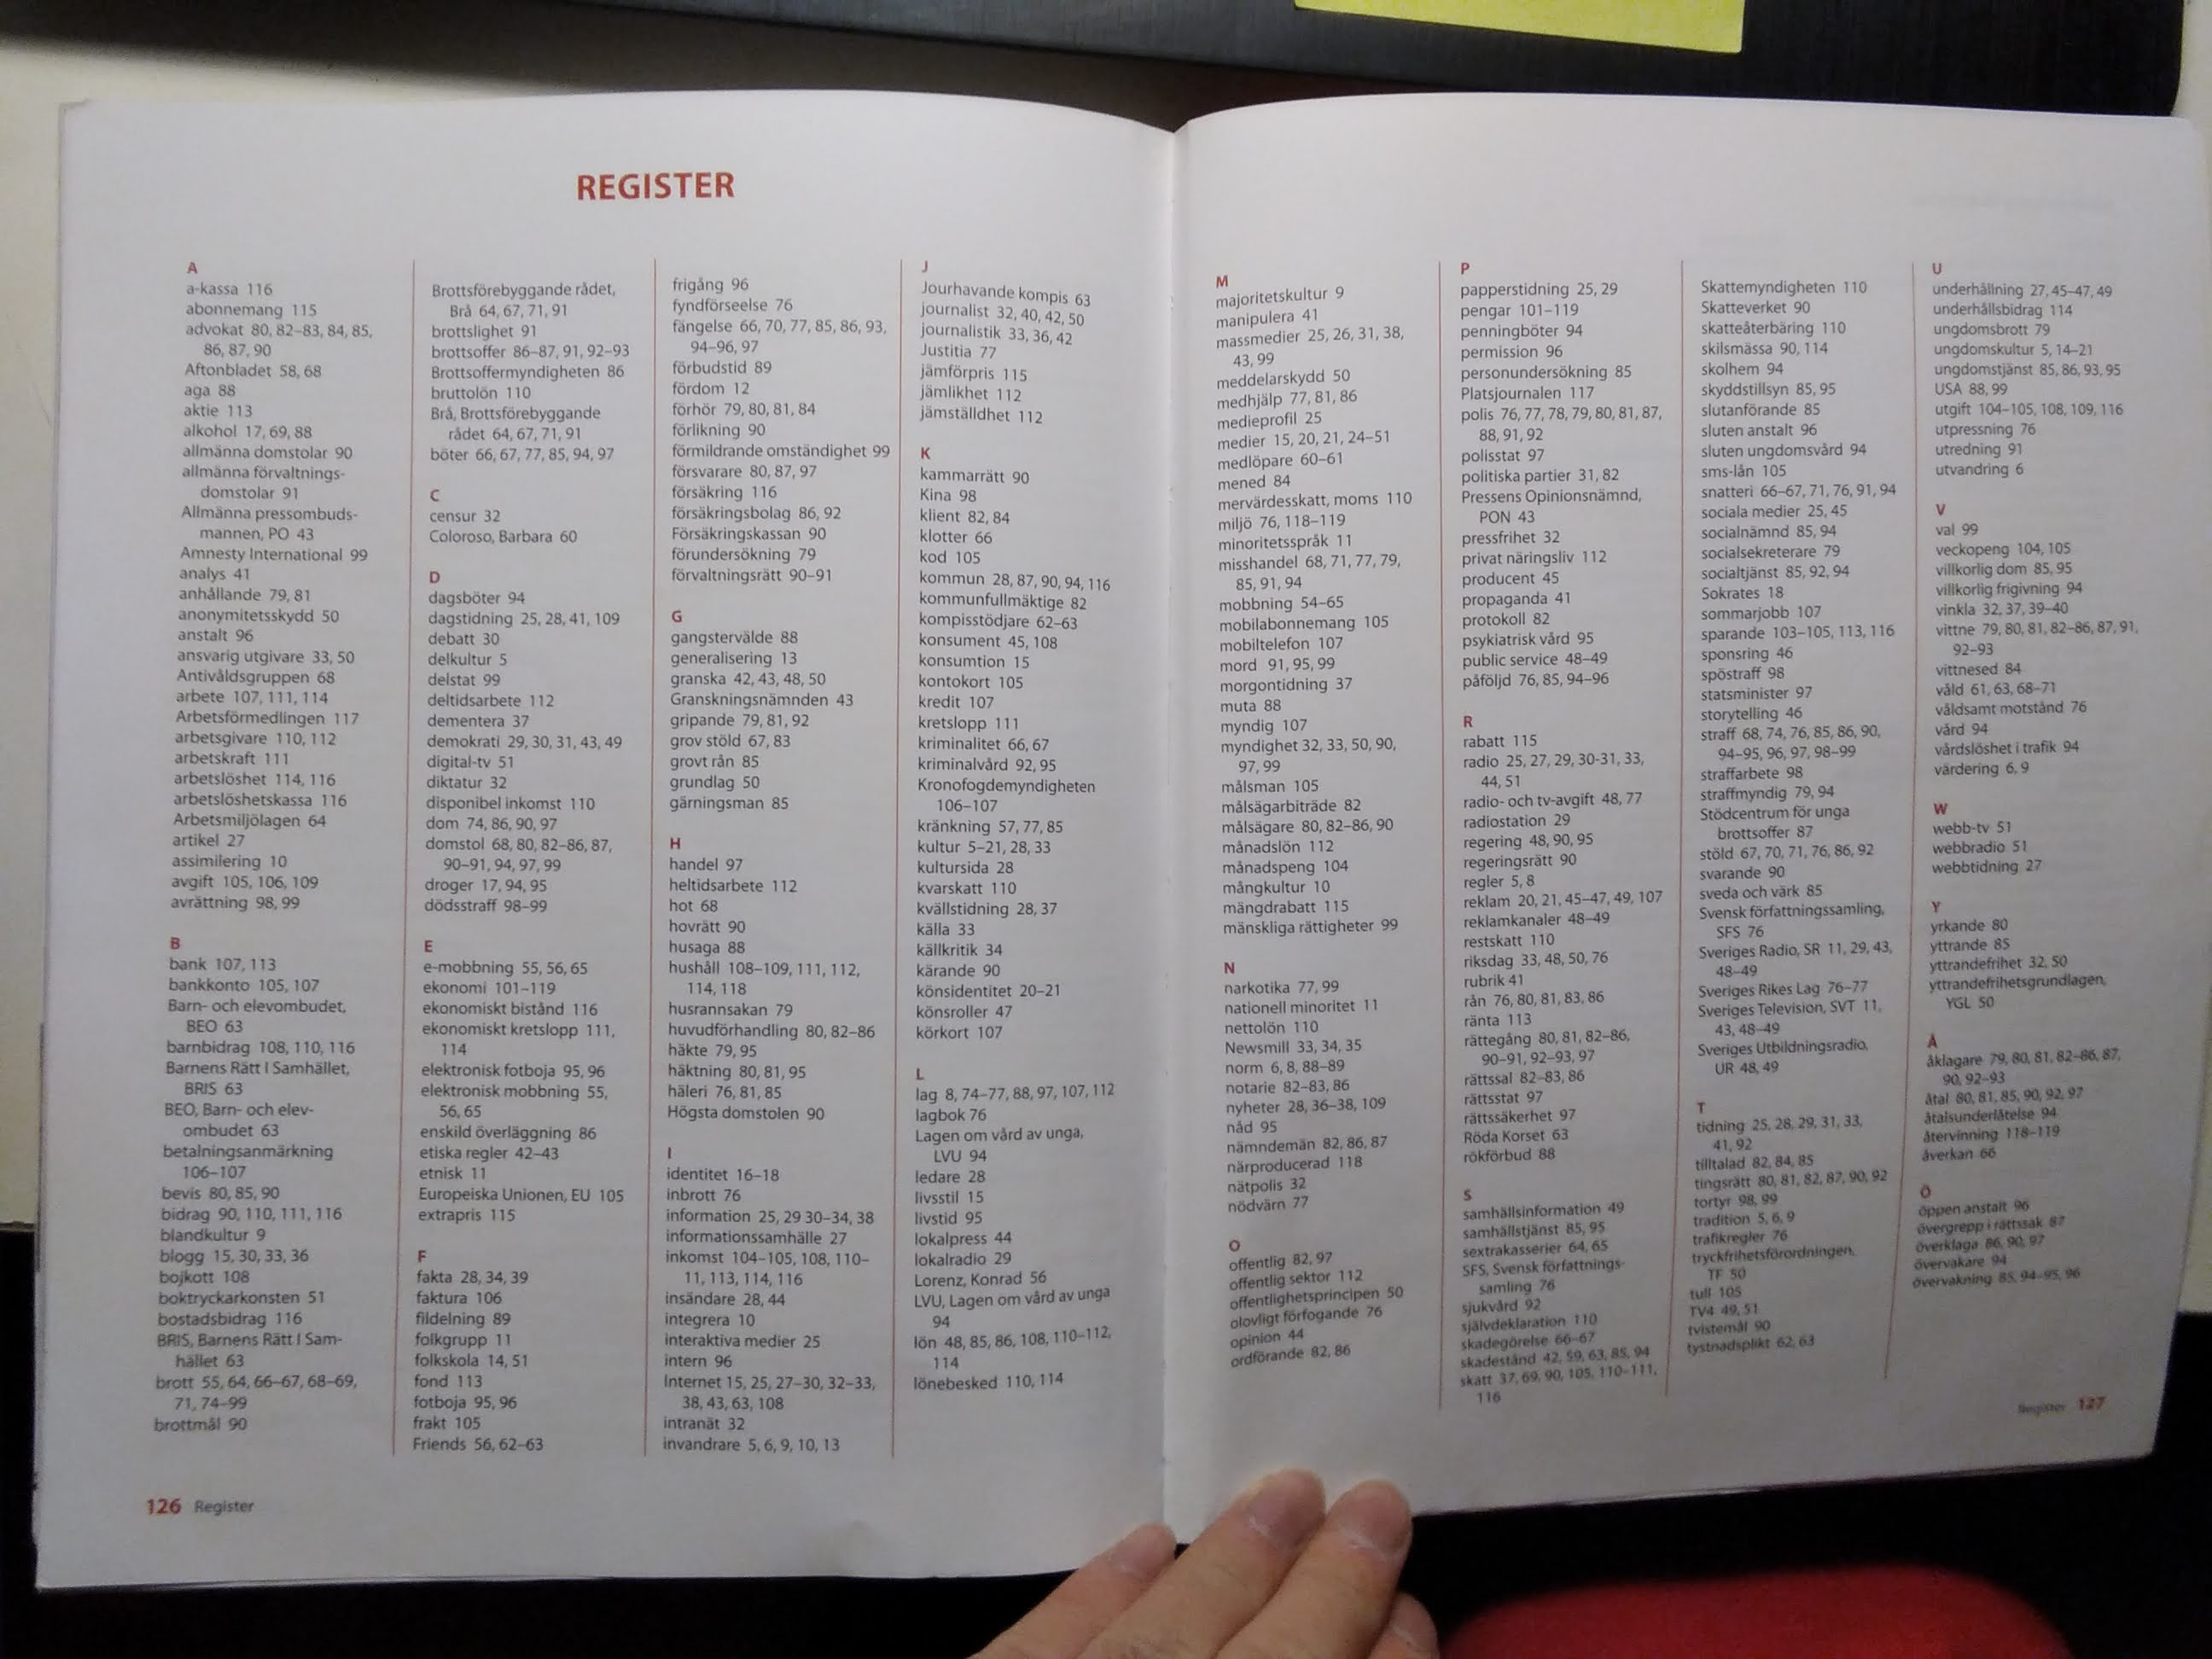 REGISTER
A
a-kassa 116
abonnemang 115
advokat 80, 82–83, 84, 85,
86, 87, 90
Aftonbladet 58, 68
aga 88
aktie 113
alkohol 17, 69, 88
allmänna domstolar 90
allmänna förvaltnings-
domstolar 91
Allmänna pressombuds-
mannen, PO 43
Amnesty International 99
analys 41
anhållande 79, 81
anonymitetsskydd 50
anstalt 96
ansvarig utgivare 33, 50
Antivåldsgruppen 68
arbete 107, 111, 114
Arbetsförmedlingen 117
arbetsgivare 110, 112
arbetskraft 111
arbetslöshet 114, 116
arbetslöshetskassa 116
Arbetsmiljölagen 64
artikel 27
assimilering 10
avgift 105, 106, 109
avrättning 98, 99
B
bank 107, 113
bankkonto 105, 107
Barn- och elevombudet,
BEO 63
barnbidrag 108, 110, 116
Barnens Rätt I Samhället,
BRIS 63
BEO, Barn- och elev-
ombudet 63
betalningsanmärkning
106–107
bevis 80, 85, 90
bidrag 90, 110, 111, 116
blandkultur 9
blogg 15, 30, 33, 36
bojkott 108
boktryckarkonsten 51
bostadsbidrag 116
BRIS, Barnens Rätt I Sam-
hället 63
brott 55, 64, 66–67, 68–69,
71, 74–99
brottmål 90
Brottsförebyggande rådet,
Brå 64, 67, 71, 91
brottslighet 91
brottsoffer 86–87, 91, 92–93
Brottsoffermyndigheten 86
bruttolön 110
Brå, Brottsförebyggande
rådet 64, 67, 71, 91
böter 66, 67, 77, 85, 94, 97
C
censur 32
Coloroso, Barbara 60
D
dagsböter 94
dagstidning 25, 28, 41, 109
debatt 30
delkultur 5
delstat 99
deltidsarbete 112
dementera 37
demokrati 29, 30, 31, 43, 49
digital-tv 51
diktatur 32
disponibel inkomst 110
dom 74, 86, 90, 97
domstol 68, 80, 82–86, 87,
90–91, 94, 97, 99
droger 17, 94, 95
dödsstraff 98–99
E
e-mobbning 55, 56, 65
ekonomi 101–119
ekonomiskt bistånd 116
ekonomiskt kretslopp 111,
114
elektronisk fotboja 95, 96
elektronisk mobbning 55,
56, 65
enskild överläggning 86
etiska regler 42–43
etnisk 11
Europeiska Unionen, EU 105
extrapris 115
F
fakta 28, 34, 39
faktura 106
fildelning 89
folkgrupp 11
folkskola 14, 51
fond 113
fotboja 95, 96
frakt 105
Friends 56, 62–63
frigång 96
fyndförseelse 76
fängelse 66, 70, 77, 85, 86, 93,
94–96, 97
förbudstid 89
fördom 12
förhör 79, 80, 81, 84
förlikning 90
förmildrande omständighet 99
försvarare 80, 87, 97
försäkring 116
försäkringsbolag 86, 92
Försäkringskassan 90
förundersökning 79
förvaltningsrätt 90–91
G
gangstervälde 88
generalisering 13
granska 42, 43, 48, 50
Granskningsnämnden 43
gripande 79, 81, 92
grov stöld 67, 83
grovt rån 85
grundlag 50
gärningsman 85
H
handel 97
heltidsarbete 112
hot 68
hovrätt 90
husaga 88
hushåll 108–109, 111, 112,
114, 118
husrannsakan 79
huvudförhandling 80, 82–86
häkte 79, 95
häktning 80, 81, 95
häleri 76, 81, 85
Högsta domstolen 90
I
identitet 16–18
inbrott 76
information 25, 29 30–34, 38
informationssamhälle 27
inkomst 104–105, 108, 110–
11, 113, 114, 116
insändare 28, 44
integrera 10
interaktiva medier 25
intern 96
Internet 15, 25, 27–30, 32–33,
38, 43, 63, 108
intranät 32
invandrare 5, 6, 9, 10, 13
J
Jourhavande kompis 63
journalist 32, 40, 42, 50
journalistik 33, 36, 42
Justitia 77
jämförpris 115
jämlikhet 112
jämställdhet 112
K
kammarrätt 90
Kina 98
klient 82, 84
klotter 66
kod 105
kommun 28, 87, 90, 94, 116
kommunfullmäktige 82
kompisstödjare 62–63
konsument 45, 108
konsumtion 15
kontokort 105
kredit 107
kretslopp 111
kriminalitet 66, 67
kriminalvård 92, 95
Kronofogdemyndigheten
106–107
kränkning 57, 77, 85
kultur 5–21, 28, 33
kultursida 28
kvarskatt 110
kvällstidning 28, 37
källa 33
källkritik 34
kärande 90
könsidentitet 20–21
könsroller 47
körkort 107
L
lag 8, 74–77, 88, 97, 107, 112
lagbok 76
Lagen om vård av unga,
LVU 94
ledare 28
livsstil 15
livstid 95
lokalpress 44
lokalradio 29
Lorenz, Konrad 56
LVU, Lagen om vård av unga
94
lön 48, 85, 86, 108, 110–112,
114
lönebesked 110, 114
126 Register
M
majoritetskultur 9
manipulera 41
massmedier 25, 26, 31, 38,
43, 99
meddelarskydd 50
medhjälp 77, 81, 86
medieprofil 25
medier 15, 20, 21, 24–51
medlöpare 60–61
mened 84
mervärdesskatt, moms 110
miljö 76, 118–119
minoritetsspråk 11
misshandel 68, 71, 77, 79,
85, 91, 94
mobbning 54–65
mobilabonnemang 105
mobiltelefon 107
mord 91, 95, 99
morgontidning 37
muta 88
myndig 107
myndighet 32, 33, 50, 90,
97, 99
målsman 105
målsägarbiträde 82
målsägare 80, 82–86, 90
månadslön 112
månadspeng 104
mångkultur 10
mängdrabatt 115
mänskliga rättigheter 99
N
narkotika 77, 99
nationell minoritet 11
nettolön 110
Newsmill 33, 34, 35
norm 6, 8, 88–89
notarie 82–83, 86
nyheter 28, 36–38, 109
nåd 95
nämndemän 82, 86, 87
närproducerad 118
nätpolis 32
nödvärn 77
O
offentlig 82, 97
offentlig sektor 112
offentlighetsprincipen 50
olovligt förfogande 76
opinion 44
ordförande 82, 86
P
papperstidning 25, 29
pengar 101–119
penningböter 94
permission 96
personundersökning 85
Platsjournalen 117
polis 76, 77, 78, 79, 80, 81, 87,
88, 91, 92
polisstat 97
politiska partier 31, 82
Pressens Opinionsnämnd,
PON 43
pressfrihet 32
privat näringsliv 112
producent 45
propaganda 41
protokoll 82
psykiatrisk vård 95
public service 48–49
påföljd 76, 85, 94–96
R
rabatt 115
radio 25, 27, 29, 30-31, 33,
44, 51
radio- och tv-avgift 48, 77
radiostation 29
regering 48, 90, 95
regeringsrätt 90
regler 5, 8
reklam 20, 21, 45–47, 49, 107
reklamkanaler 48–49
restskatt 110
riksdag 33, 48, 50, 76
rubrik 41
rån 76, 80, 81, 83, 86
ränta 113
rättegång 80, 81, 82–86,
90–91, 92–93, 97
rättssal 82–83, 86
rättsstat 97
rättssäkerhet 97
Röda Korset 63
rökförbud 88
S
samhällsinformation 49
samhällstjänst 85, 95
sextrakasserier 64, 65
SFS, Svensk författnings-
samling 76
sjukvård 92
självdeklaration 110
skadegörelse 66–67
skadestånd 42, 59, 63, 85, 94
skatt 37, 69, 90, 105, 110–111,
116
Skattemyndigheten 110
Skatteverket 90
skatteåterbäring 110
skilsmässa 90, 114
skolhem 94
skyddstillsyn 85, 95
slutanförande 85
sluten anstalt 96
sluten ungdomsvård 94
sms-lån 105
snatteri 66–67, 71, 76, 91, 94
sociala medier 25, 45
socialnämnd 85, 94
socialsekreterare 79
socialtjänst 85, 92, 94
Sokrates 18
sommarjobb 107
sparande 103–105, 113, 116
sponsring 46
spöstraff 98
statsminister 97
storytelling 46
straff 68, 74, 76, 85, 86, 90,
94–95, 96, 97, 98–99
straffarbete 98
straffmyndig 79, 94
Stödcentrum för unga
brottsoffer 87
stöld 67, 70, 71, 76, 86, 92
svarande 90
sveda och värk 85
Svensk författningssamling,
SFS 76
Sveriges Radio, SR 11, 29, 43,
48–49
Sveriges Rikes Lag 76–77
Sveriges Television, SVT 11,
43, 48–49
Sveriges Utbildningsradio,
UR 48, 49
T
tidning 25, 28, 29, 31, 33,
41, 92
tilltalad 82, 84, 85
tingsrätt 80, 81, 82, 87, 90, 92
tortyr 98, 99
tradition 5, 6, 9
trafikregler 76
tryckfrihetsförordningen,
TF 50
tull 105
TV4 49, 51
tvistemål 90
tystnadsplikt 62, 63
U
underhållning 27, 45–47, 49
underhållsbidrag 114
ungdomsbrott 79
ungdomskultur 5, 14–21
ungdomstjänst 85, 86, 93, 95
USA 88, 99
utgift 104–105, 108, 109, 116
utpressning 76
utredning 91
utvandring 6
V
val 99
veckopeng 104, 105
villkorlig dom 85, 95
villkorlig frigivning 94
vinkla 32, 37, 39–40
vittne 79, 80, 81, 82–86, 87, 91,
92–93
vittnesed 84
våld 61, 63, 68–71
våldsamt motstånd 76
vård 94
vårdslöshet i trafik 94
värdering 6, 9
W
webb-tv 51
webbradio 51
webbtidning 27
Y
yrkande 80
yttrande 85
yttrandefrihet 32, 50
yttrandefrihetsgrundlagen,
YGL 50
Å
åklagare 79, 80, 81, 82–86, 87,
90, 92–93
åtal 80, 81, 85, 90, 92, 97
åtalsunderlåtelse 94
återvinning 118–119
åverkan 66
Ö
öppen anstalt 96
övergrepp i rättssak 87
överklaga 86, 90, 97
övervakare 94
övervakning 85, 94–95, 96
Register 127